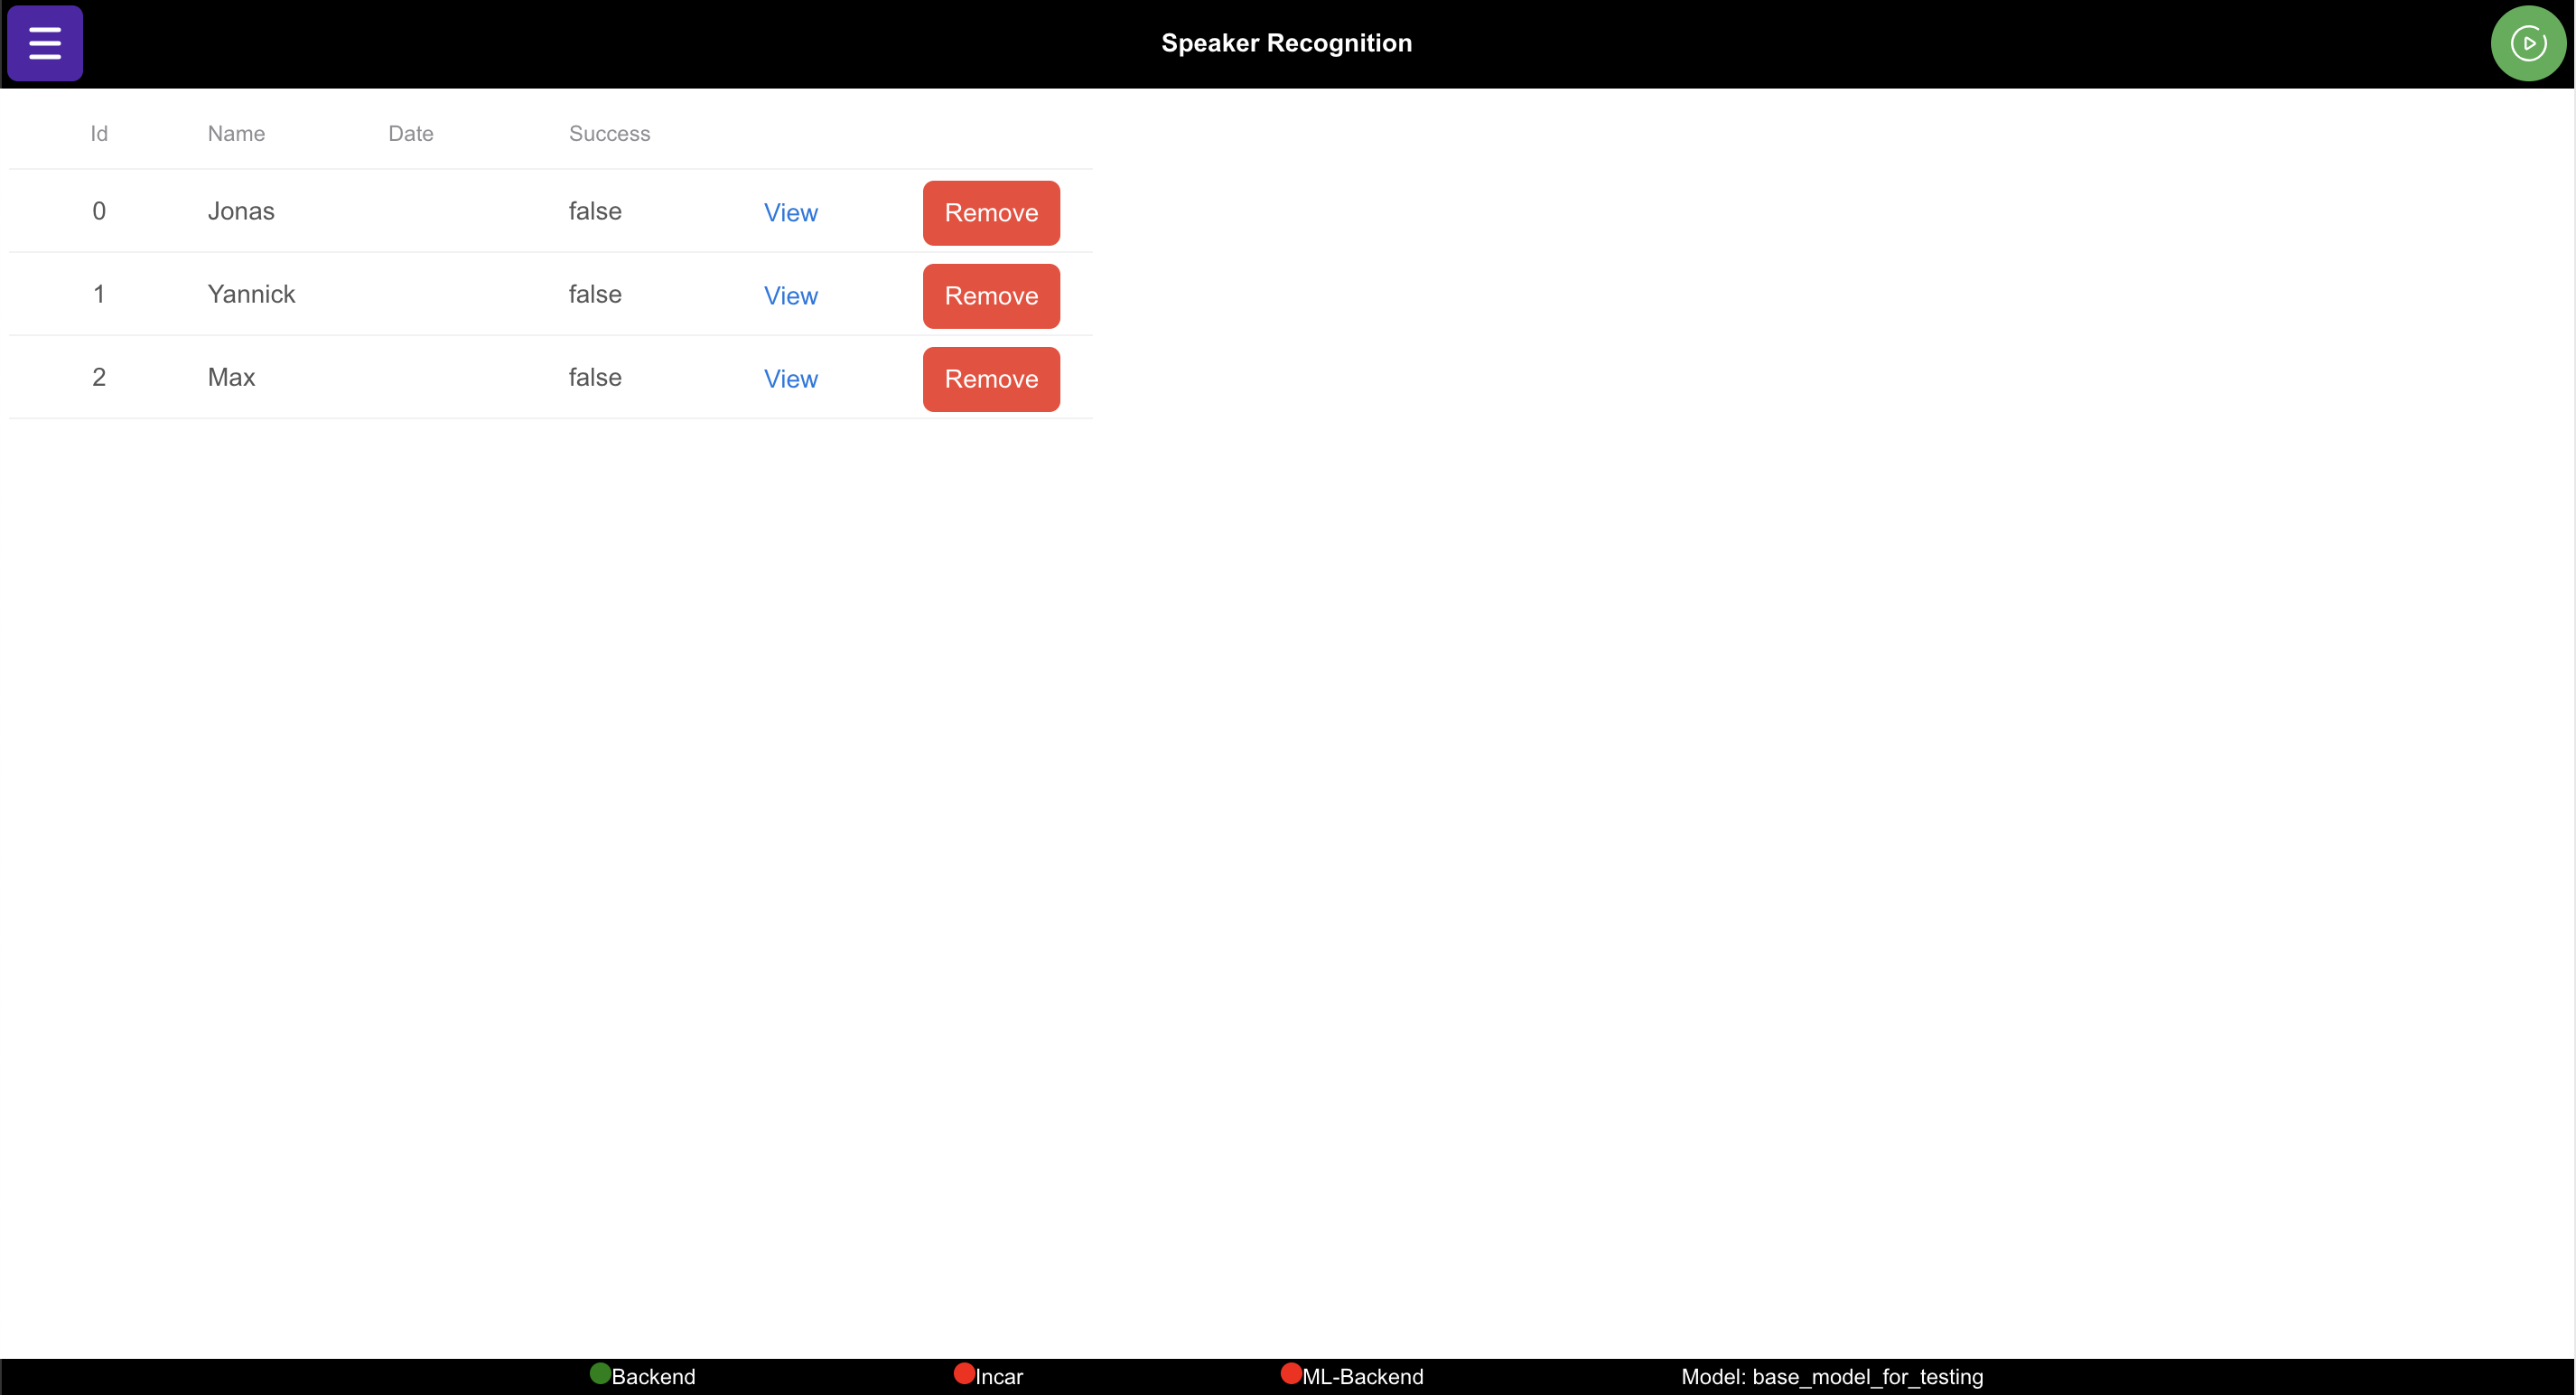 Speaker Recognition
Id Name Date Success
0 Jonas false View Remove
1 Yannick false View Remove
2 Max false View Remove
Backend Incar ML-Backend Model: base_model_for_testing